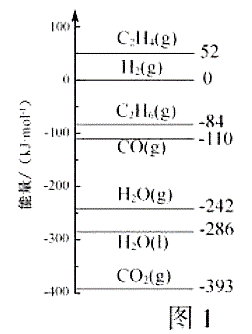 能量/(kJ·mol⁻¹)
100
0
-100
-200
-300
-400
C₂H₄(g) 52
H₂(g) 0
C₂H₆(g) -84
CO(g) -110
H₂O(g) -242
H₂O(l) -286
CO₂(g) -393
图 1